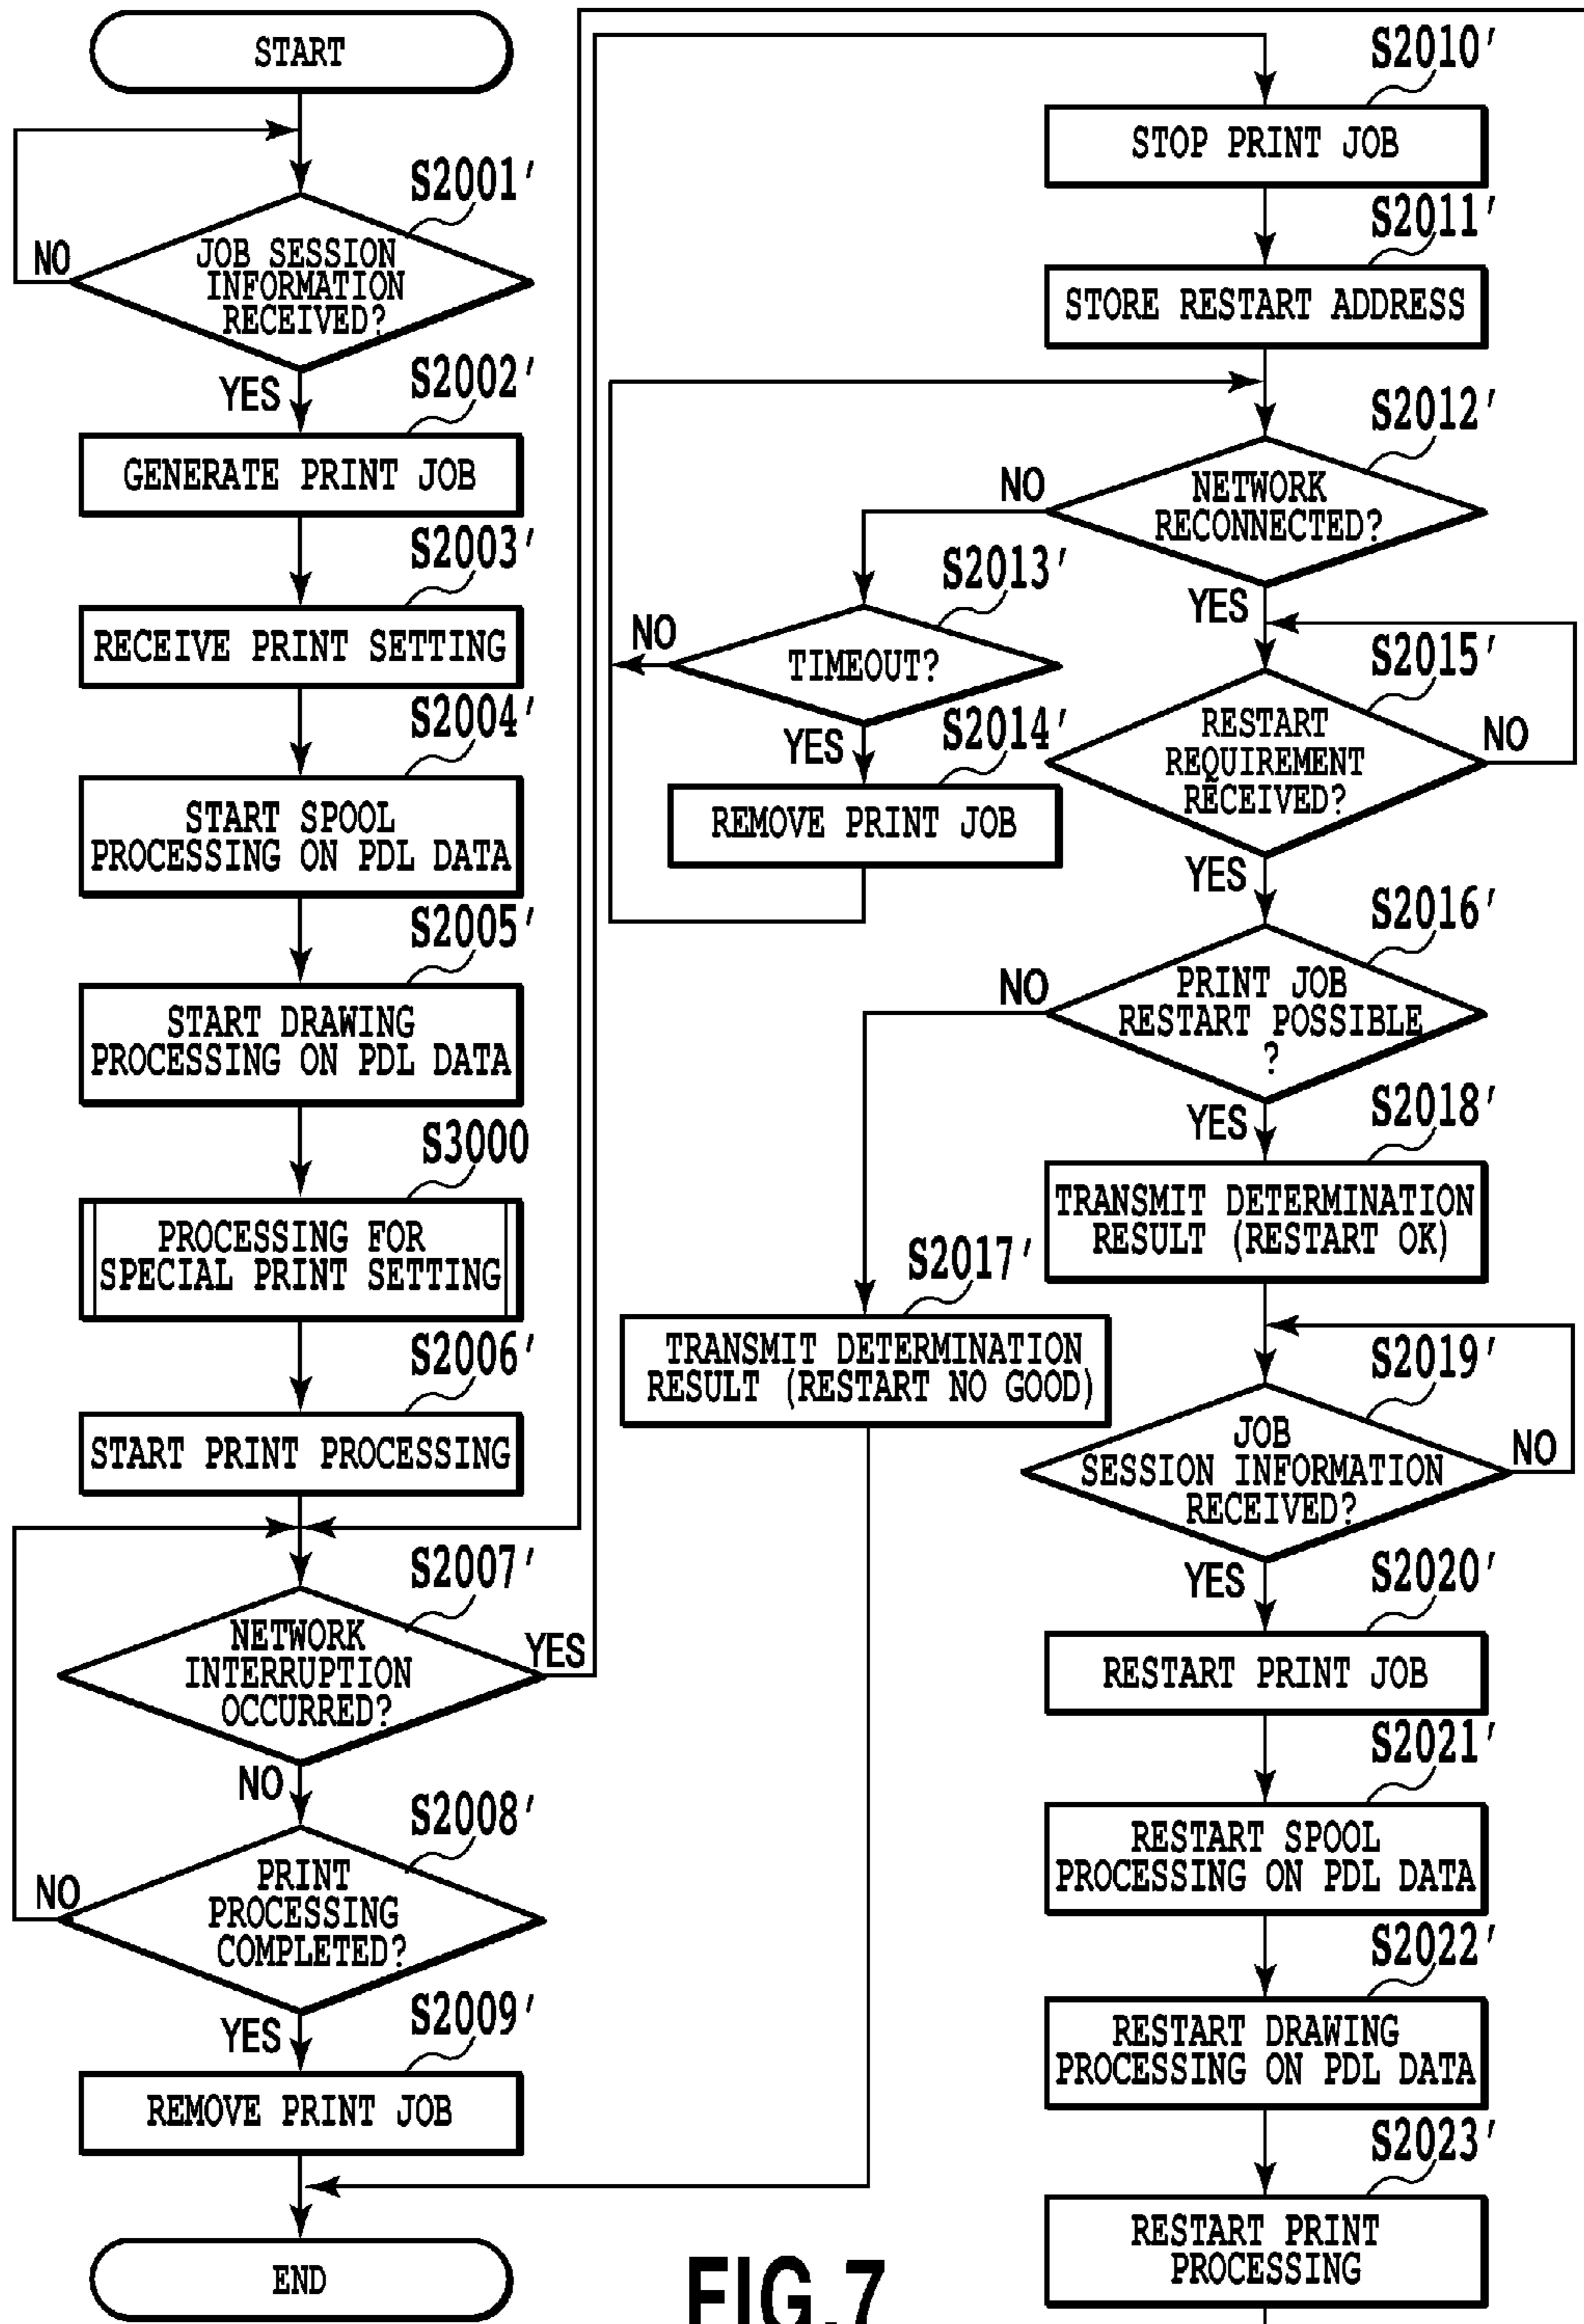 START
S2001'
JOB SESSION
INFORMATION
RECEIVED?
NO
YES
S2002'
GENERATE PRINT JOB
S2003'
RECEIVE PRINT SETTING
S2004'
START SPOOL
PROCESSING ON PDL DATA
S2005'
START DRAWING
PROCESSING ON PDL DATA
S3000
PROCESSING FOR
SPECIAL PRINT SETTING
S2006'
START PRINT PROCESSING
S2007'
NETWORK
INTERRUPTION
OCCURRED?
YES
NO
S2008'
PRINT
PROCESSING
COMPLETED?
NO
YES
S2009'
REMOVE PRINT JOB
END
S2010'
STOP PRINT JOB
S2011'
STORE RESTART ADDRESS
S2012'
NETWORK
RECONNECTED?
NO
YES
S2013'
TIMEOUT?
NO
YES
S2014'
REMOVE PRINT JOB
S2015'
RESTART
REQUIREMENT
RECEIVED?
NO
YES
S2016'
PRINT JOB
RESTART POSSIBLE
?
NO
YES
S2017'
TRANSMIT DETERMINATION
RESULT (RESTART NO GOOD)
S2018'
TRANSMIT DETERMINATION
RESULT (RESTART OK)
S2019'
JOB
SESSION INFORMATION
RECEIVED?
NO
YES
S2020'
RESTART PRINT JOB
S2021'
RESTART SPOOL
PROCESSING ON PDL DATA
S2022'
RESTART DRAWING
PROCESSING ON PDL DATA
S2023'
RESTART PRINT
PROCESSING
FIG.7